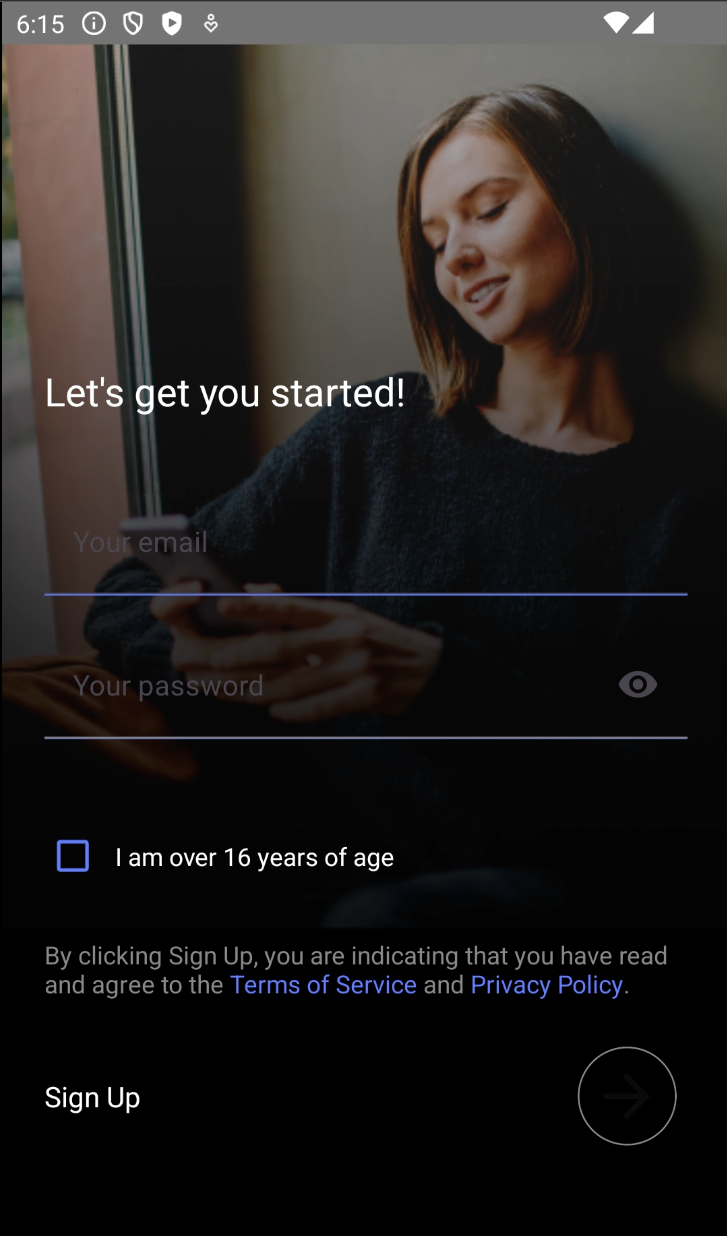 6:15
Let's get you started!
Your email
Your password
I am over 16 years of age
By clicking Sign Up, you are indicating that you have read
and agree to the Terms of Service and Privacy Policy.
Sign Up